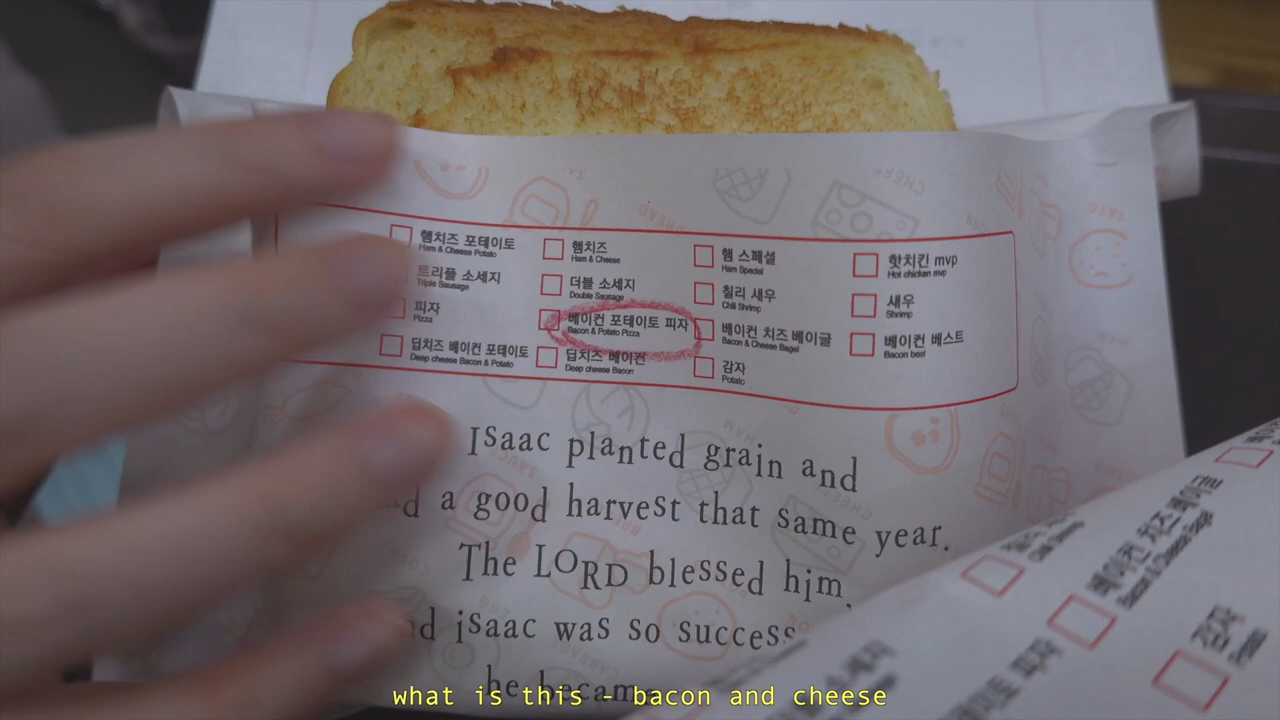 햄치즈 포테이토 햄치즈 햄 스페셜 핫치킨 mvp
Ham & Cheese Potato Ham & Cheese Ham Special Hot chicken mvp
트리플 소세지 더블 소세지 칠리 새우 새우
Triple Sausage Double Sausage Chili Shrimp Shrimp
피자 베이컨 포테이토 피자 베이컨 치즈 베이글 베이컨 베스트
Pizza Bacon & Potato Pizza Bacon & Cheese Bagel Bacon best
딥치즈 베이컨 포테이토 딥치즈 베이컨 감자
Deep cheese Bacon & Potato Deep cheese Bacon Potato
Isaac planted grain and
a good harvest that same year.
The LORD blessed him,
isaac was so success
he became
베이컨 치즈 베이글
Bacon & Cheese Bagel
감자
what is this - bacon and cheese